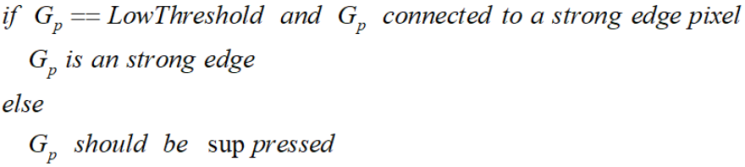 if G_p == LowThreshold and G_p connected to a strong edge pixel
G_p is an strong edge
else
G_p should be sup pressed